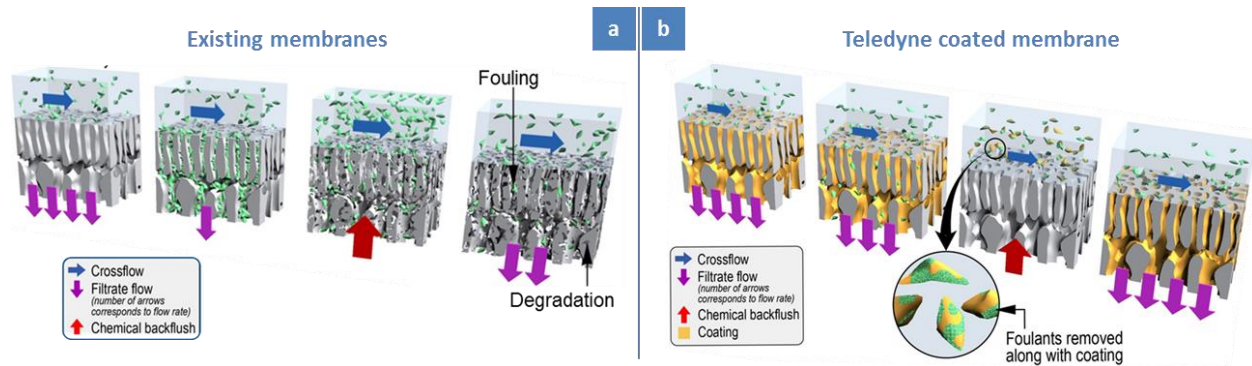 Existing membranes
a
b
Teledyne coated membrane
Fouling
Degradation
Crossflow
Filtrate flow
(number of arrows
corresponds to flow rate)
Chemical backflush
Crossflow
Filtrate flow
(number of arrows
corresponds to flow rate)
Chemical backflush
Coating
Foulants removed
along with coating